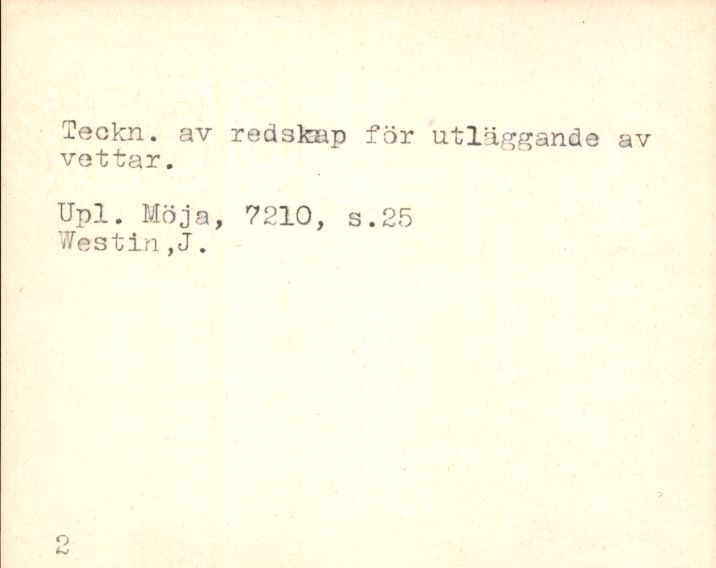 Teckn. av redskap för utläggande av
vettar.
Upl. Möja, 7210, s.25
Westin,J.
2